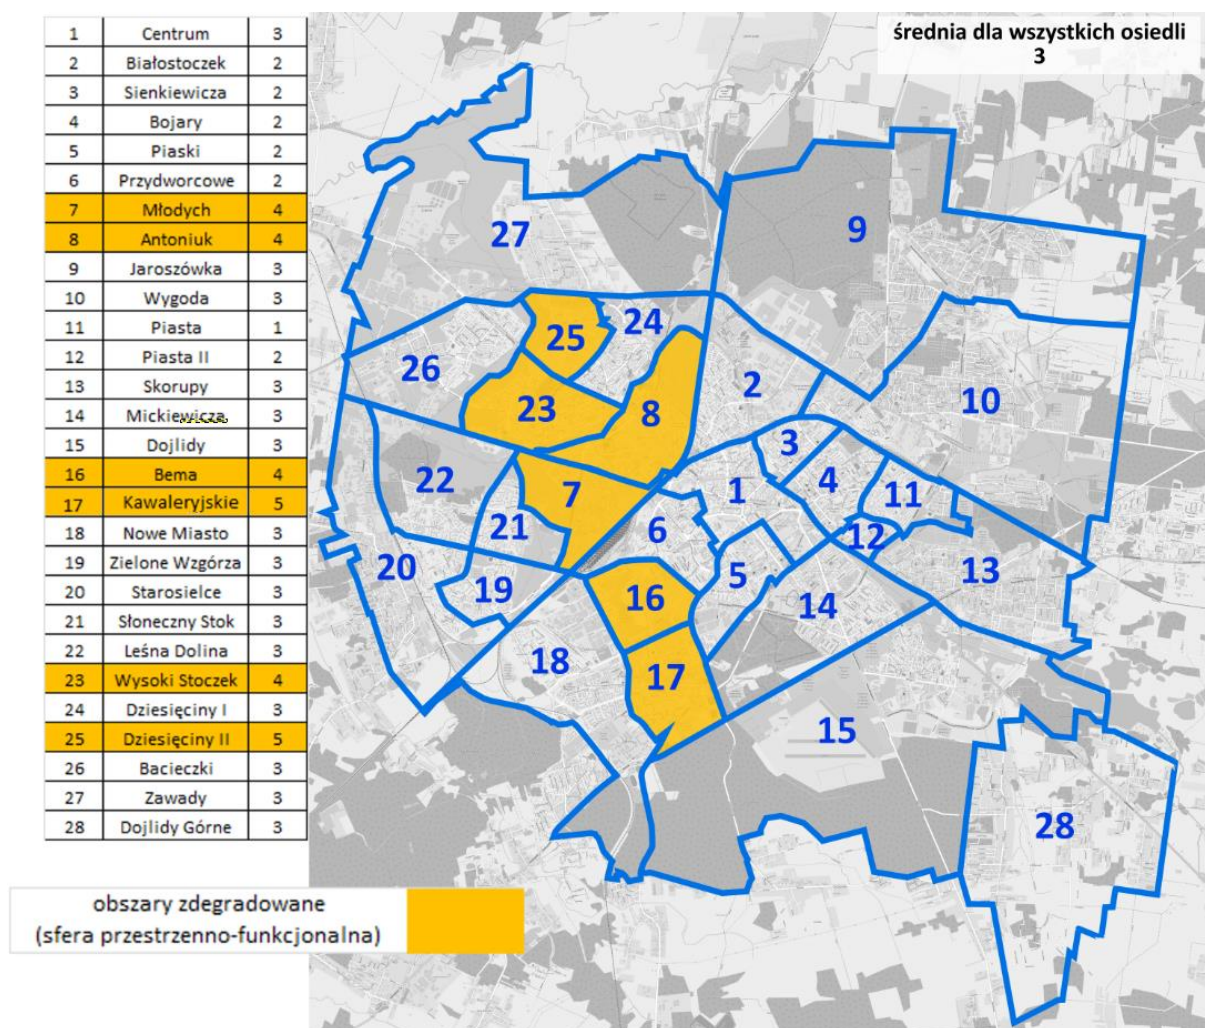 1 Centrum 3
2 Białostoczek 2
3 Sienkiewicza 2
4 Bojary 2
5 Piaski 2
6 Przydworcowe 2
7 Młodych 4
8 Antoniuk 4
9 Jaroszówka 3
10 Wygoda 3
11 Piasta 1
12 Piasta II 2
13 Skorupy 3
14 Mickiewicza 3
15 Dojlidy 3
16 Bema 4
17 Kawaleryjskie 5
18 Nowe Miasto 3
19 Zielone Wzgórza 3
20 Starosielce 3
21 Słoneczny Stok 3
22 Leśna Dolina 3
23 Wysoki Stoczek 4
24 Dziesięciny I 3
25 Dziesięciny II 5
26 Bacieczki 3
27 Zawady 3
28 Dojlidy Górne 3
obszary zdegradowane
(sfera przestrzenno-funkcjonalna)
średnia dla wszystkich osiedli
3
27
9
24
25
26
2
10
23
8
3
22
1
4
11
7
6
12
21
20
13
5
19
16
14
18
17
15
28